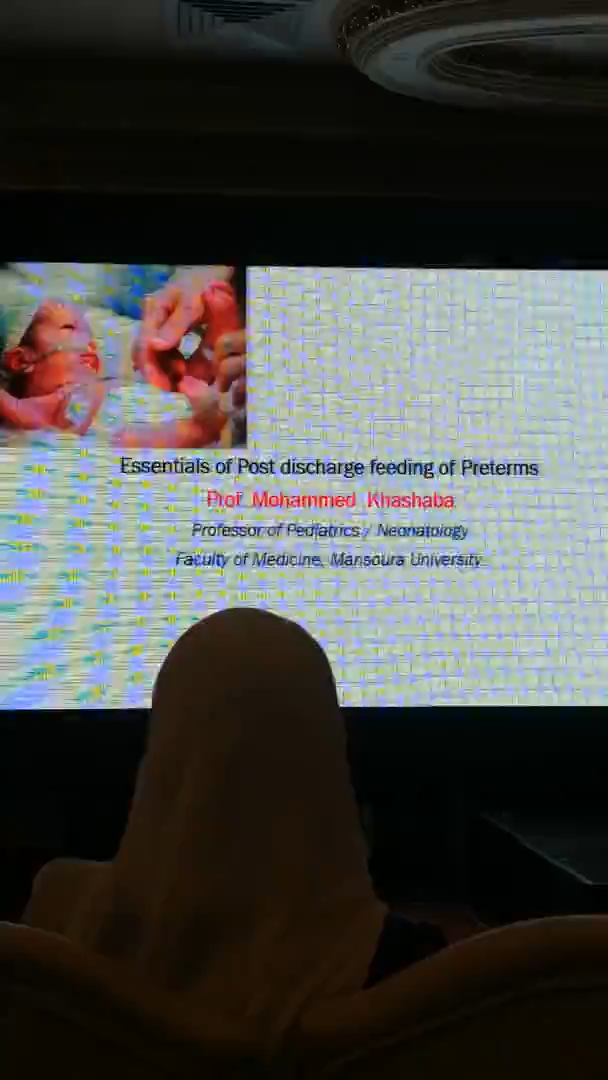 Essentials of Post discharge feeding of Preterms
Prof Mohammed Khashaba
Professor of Pediatrics / Neonatology
Faculty of Medicine, Mansoura University